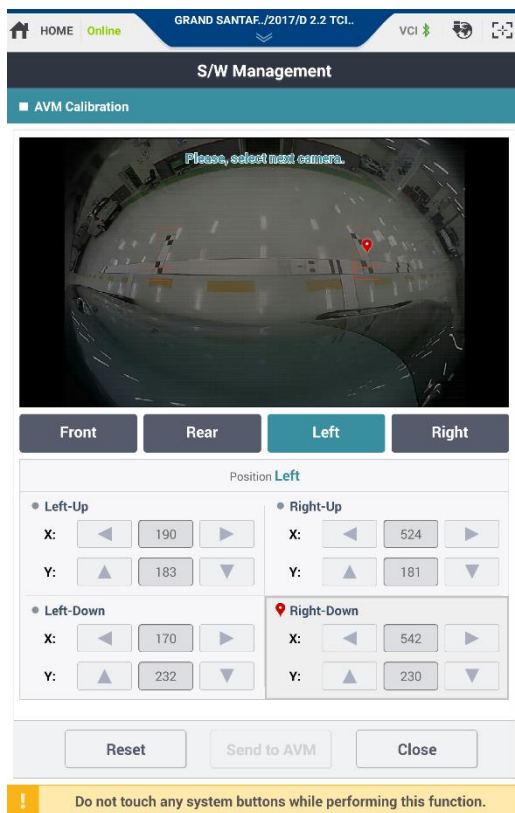 HOME Online
GRAND SANTAF../2017/D 2.2 TCI..
VCI
S/W Management
AVM Calibration
Please, select next camera.
Front Rear Left Right
Position Left
Left-Up
X: 190
Y: 183
Right-Up
X: 524
Y: 181
Left-Down
X: 170
Y: 232
Right-Down
X: 542
Y: 230
Reset Send to AVM Close
! Do not touch any system buttons while performing this function.